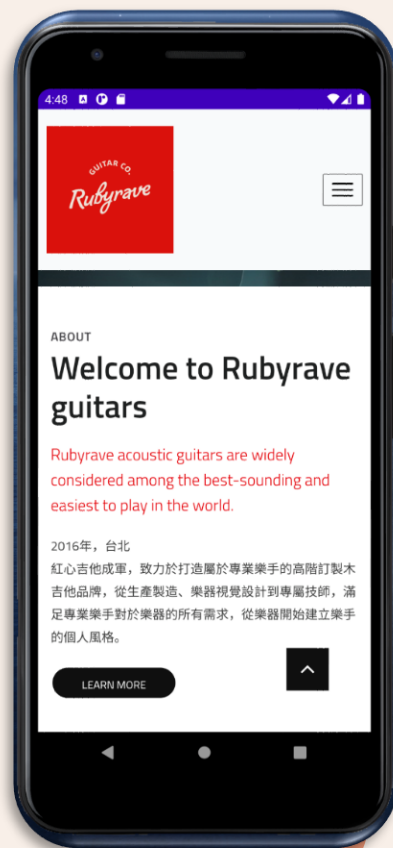 4:48
GUITAR CO.
Rubyrave
ABOUT
Welcome to Rubyrave
guitars
Rubyrave acoustic guitars are widely
considered among the best-sounding and
easiest to play in the world.
2016年，台北
紅心吉他成軍，致力於打造屬於專業樂手的高階訂製木
吉他品牌，從生產製造、樂器視覺設計到專屬技師，滿
足專業樂手對於樂器的所有需求，從樂器開始建立樂手
的個人風格。
LEARN MORE